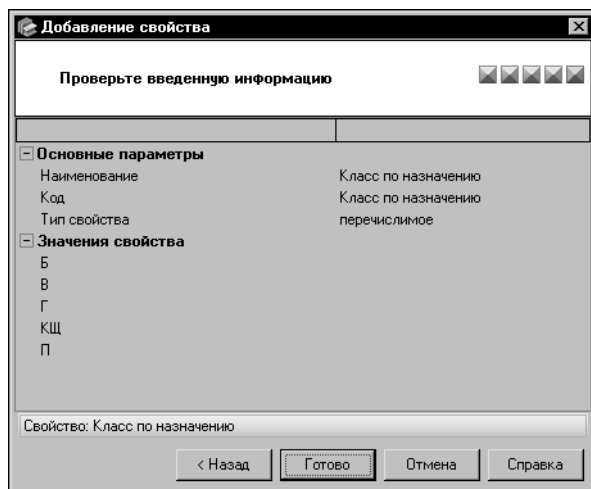 Добавление свойства
Проверьте введенную информацию
Основные параметры
Наименование Класс по назначению
Код Класс по назначению
Тип свойства перечислимое
Значения свойства
Б
В
Г
КЩ
П
Свойство: Класс по назначению
< Назад Готово Отмена Справка